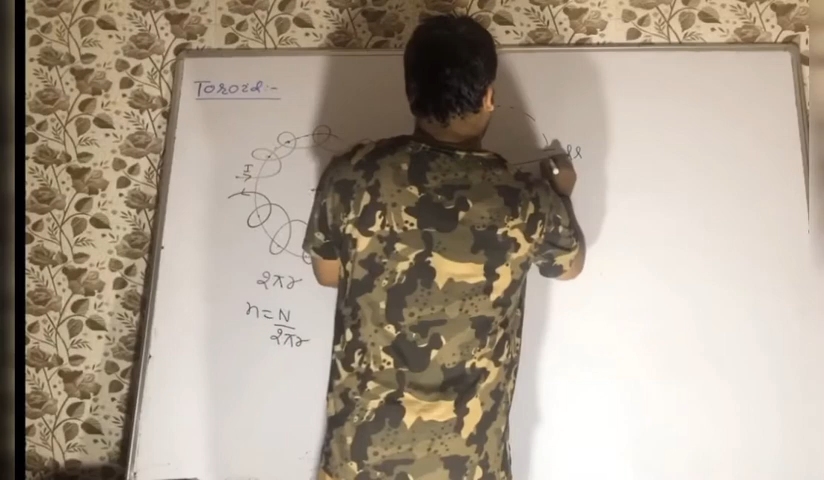 Toroid:-
I
2πr
n=N
2πr